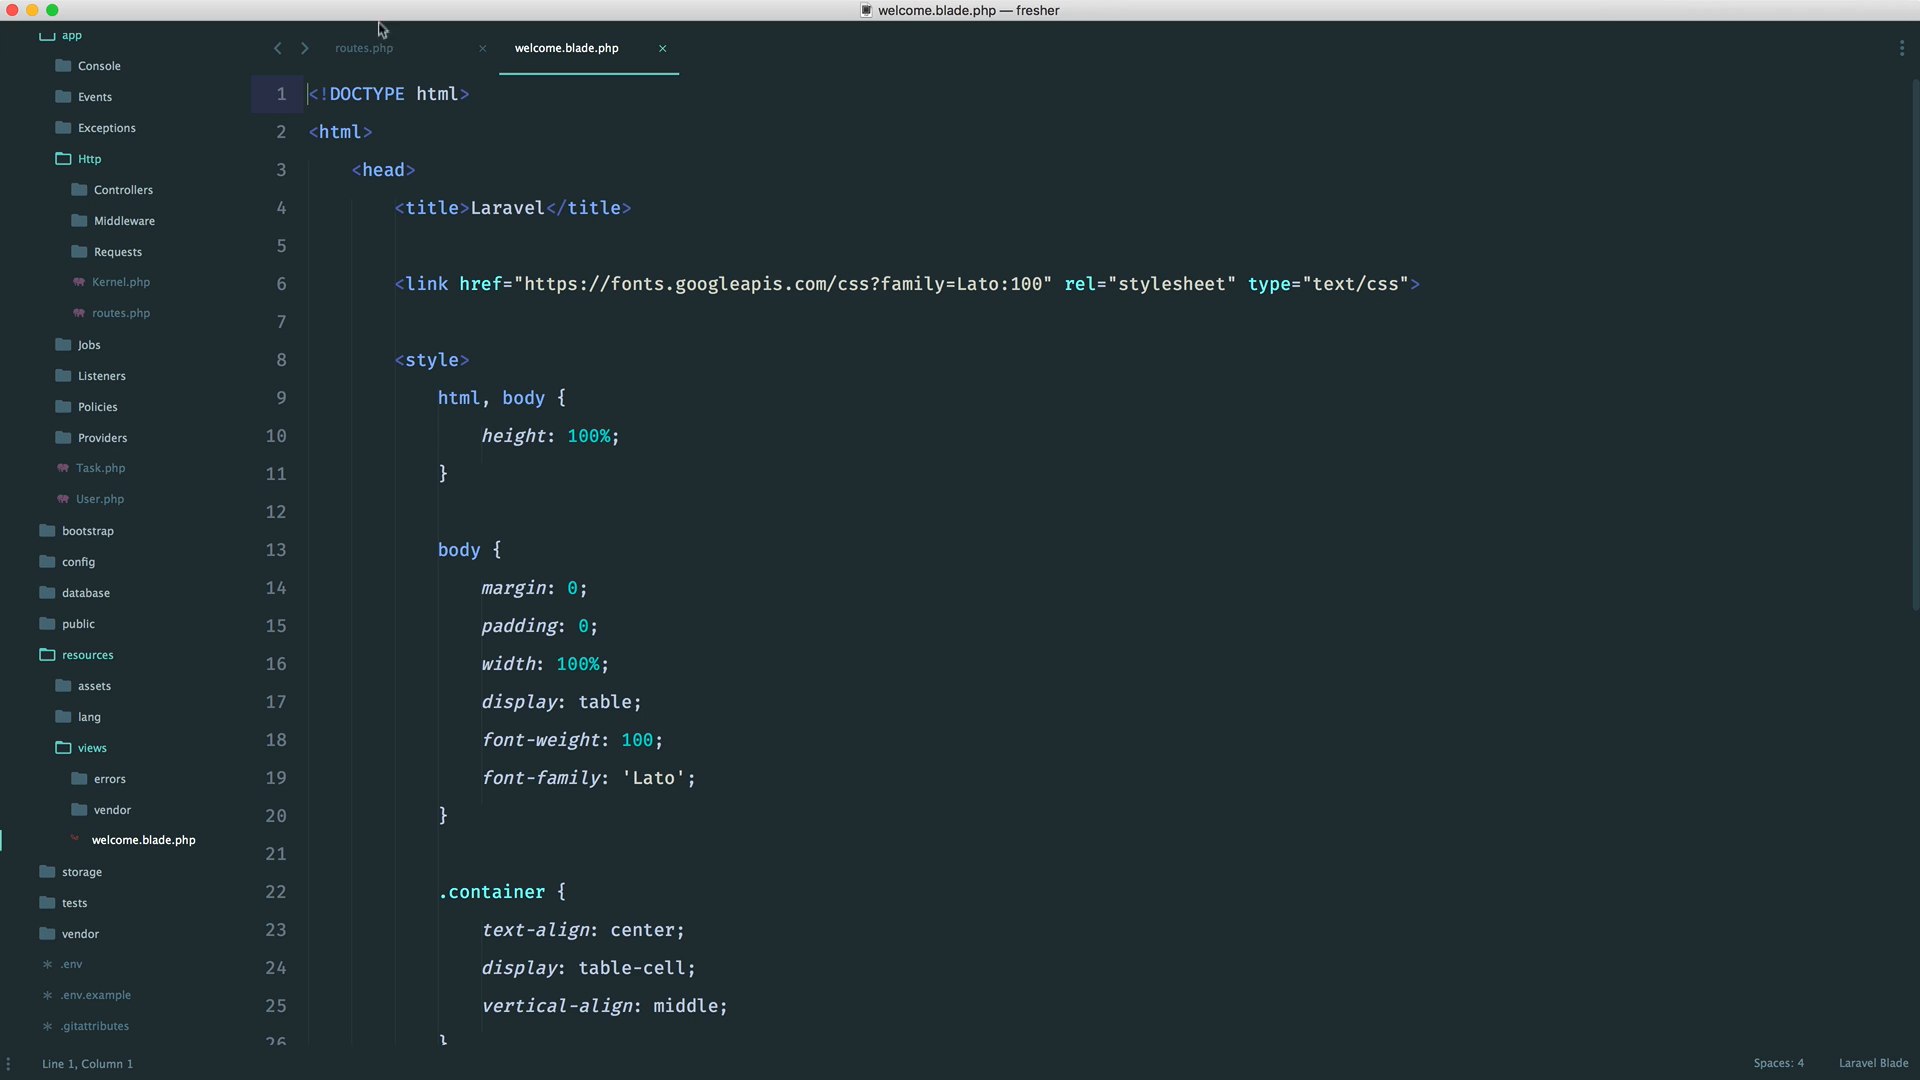 welcome.blade.php — fresher
app
Console
Events
Exceptions
Http
Controllers
Middleware
Requests
Kernel.php
routes.php
Jobs
Listeners
Policies
Providers
Task.php
User.php
bootstrap
config
database
public
resources
assets
lang
views
errors
vendor
welcome.blade.php
storage
tests
vendor
.env
.env.example
.gitattributes
routes.php
welcome.blade.php
1 <!DOCTYPE html>
2 <html>
3 <head>
4 <title>Laravel</title>
5
6 <link href="https://fonts.googleapis.com/css?family=Lato:100" rel="stylesheet" type="text/css">
7
8 <style>
9 html, body {
10 height: 100%;
11 }
12
13 body {
14 margin: 0;
15 padding: 0;
16 width: 100%;
17 display: table;
18 font-weight: 100;
19 font-family: 'Lato';
20 }
21
22 .container {
23 text-align: center;
24 display: table-cell;
25 vertical-align: middle;
26 }
Line 1, Column 1
Spaces: 4
Laravel Blade